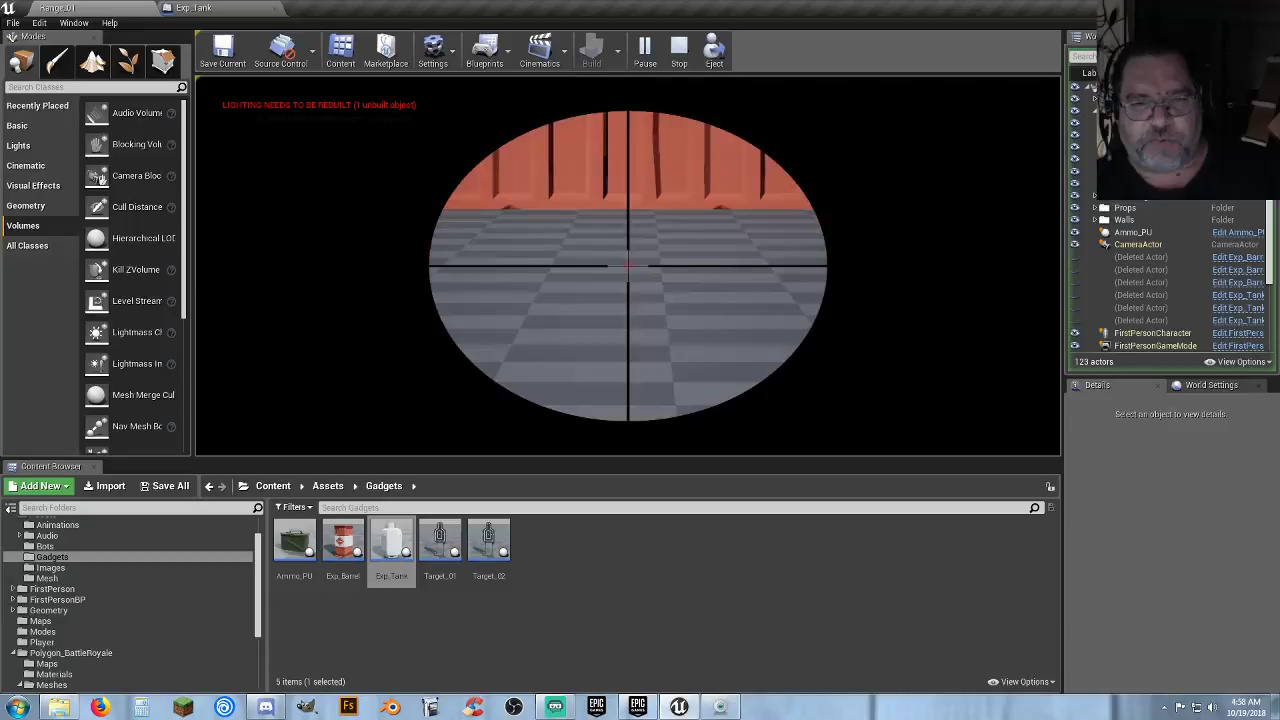 Range_01
Exp_Tank
File Edit Window Help
Modes
Search Classes
Recently Placed
Basic
Lights
Cinematic
Visual Effects
Geometry
Volumes
All Classes
Audio Volume
Blocking Volu
Camera Bloc
Cull Distance
Hierarchical LOD
Kill ZVolume
Level Stream
Lightmass Ch
Lightmass Im
Mesh Merge Cul
Nav Mesh Bo
Save Current
Source Control
Content
Marketplace
Settings
Blueprints
Cinematics
Build
Pause
Stop
Eject
LIGHTING NEEDS TO BE REBUILT (1 unbuilt object)
Wo
Lab
Props Folder
Walls Folder
Ammo_PU Edit Ammo_PU
CameraActor CameraActor
(Deleted Actor) Edit Exp_Barr
(Deleted Actor) Edit Exp_Barr
(Deleted Actor) Edit Exp_Barr
(Deleted Actor) Edit Exp_Tank
(Deleted Actor) Edit Exp_Tank
(Deleted Actor) Edit Exp_Tank
FirstPersonCharacter Edit FirstPers
FirstPersonGameMode Edit FirstPers
123 actors
View Options
Details
World Settings
Select an object to view details.
Content Browser
Add New
Import
Save All
Content
Assets
Gadgets
Search Folders
Filters
Search Gadgets
Animations
Audio
Bots
Gadgets
Images
Mesh
FirstPerson
FirstPersonBP
Geometry
Maps
Modes
Player
Polygon_BattleRoyale
Maps
Materials
Meshes
Ammo_PU
Exp_Barrel
Exp_Tank
Target_01
Target_02
5 items (1 selected)
View Options
4:58 AM
10/19/2018